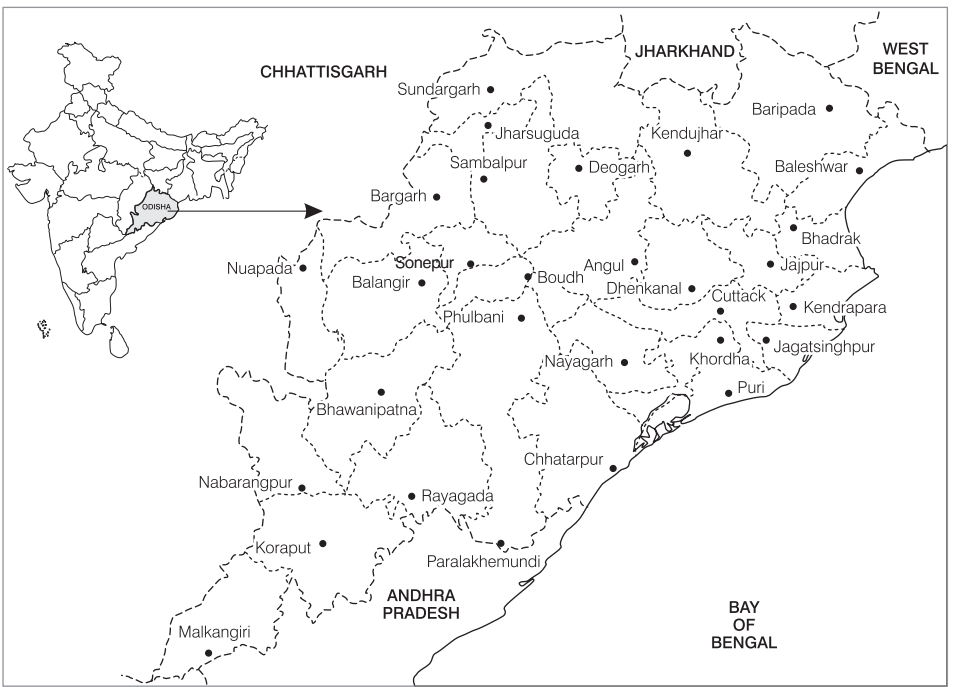 CHHATTISGARH
JHARKHAND
WEST
BENGAL
Sundargarh
Baripada
Jharsuguda
Kendujhar
Sambalpur
Deogarh
Baleshwar
Bargarh
ODISHA
Bhadrak
Nuapada
Sonepur
Balangir
Boudh
Angul
Jajpur
Dhenkanal
Cuttack
Kendrapara
Phulbani
Nayagarh
Khordha
Jagatsinghpur
Puri
Bhawanipatna
Chhatarpur
Nabarangpur
Rayagada
Koraput
Paralakhemundi
ANDHRA
PRADESH
Malkangiri
BAY
OF
BENGAL